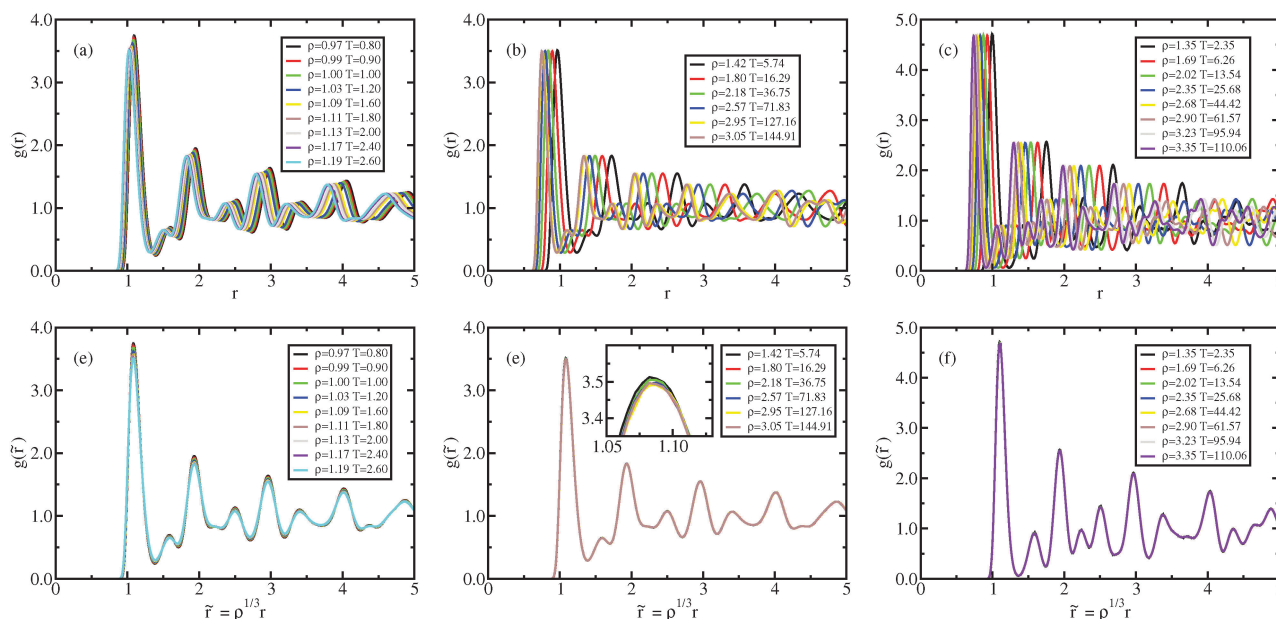 (a)
ρ=0.97 T=0.80
ρ=0.99 T=0.90
ρ=1.00 T=1.00
ρ=1.03 T=1.20
ρ=1.09 T=1.60
ρ=1.11 T=1.80
ρ=1.13 T=2.00
ρ=1.17 T=2.40
ρ=1.19 T=2.60
4.0
3.0
2.0
1.0
0.0
g(r)
0 1 2 3 4 5
r
(b)
ρ=1.42 T=5.74
ρ=1.80 T=16.29
ρ=2.18 T=36.75
ρ=2.57 T=71.83
ρ=2.95 T=127.16
ρ=3.05 T=144.91
4.0
3.0
2.0
1.0
0.0
g(r)
0 1 2 3 4 5
r
(c)
ρ=1.35 T=2.35
ρ=1.69 T=6.26
ρ=2.02 T=13.54
ρ=2.35 T=25.68
ρ=2.68 T=44.42
ρ=2.90 T=61.57
ρ=3.23 T=95.94
ρ=3.35 T=110.06
5.0
4.0
3.0
2.0
1.0
0.0
g(r)
0 1 2 3 4
r
(e)
ρ=0.97 T=0.80
ρ=0.99 T=0.90
ρ=1.00 T=1.00
ρ=1.03 T=1.20
ρ=1.09 T=1.60
ρ=1.11 T=1.80
ρ=1.13 T=2.00
ρ=1.17 T=2.40
ρ=1.19 T=2.60
4.0
3.0
2.0
1.0
0.0
g(r̃)
0 1 2 3 4 5
r̃ = ρ^1/3 r
(e)
3.5
3.4
1.05 1.10
ρ=1.42 T=5.74
ρ=1.80 T=16.29
ρ=2.18 T=36.75
ρ=2.57 T=71.83
ρ=2.95 T=127.16
ρ=3.05 T=144.91
4.0
3.0
2.0
1.0
0.0
g(r̃)
0 1 2 3 4 5
r̃ = ρ^1/3 r
(f)
ρ=1.35 T=2.35
ρ=1.69 T=6.26
ρ=2.02 T=13.54
ρ=2.35 T=25.68
ρ=2.68 T=44.42
ρ=2.90 T=61.57
ρ=3.23 T=95.94
ρ=3.35 T=110.06
5.0
4.0
3.0
2.0
1.0
0.0
g(r̃)
0 1 2 3 4
r̃ = ρ^1/3 r